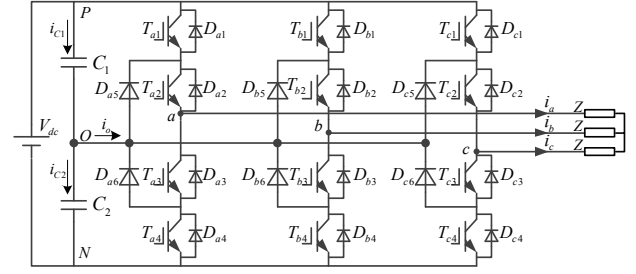 P
i_{C1} T_{a1} D_{a1} T_{b1} D_{b1} T_{c1} D_{c1}
C_1
D_{a5} T_{a2} D_{a2} D_{b5} T_{b2} D_{b2} D_{c5} T_{c2} D_{c2}
a i_a Z
V_{dc} O i_o b i_b Z
c i_c Z
i_{C2} D_{a6} T_{a3} D_{a3} D_{b6} T_{b3} D_{b3} D_{c6} T_{c3} D_{c3}
C_2
T_{a4} D_{a4} T_{b4} D_{b4} T_{c4} D_{c4}
N